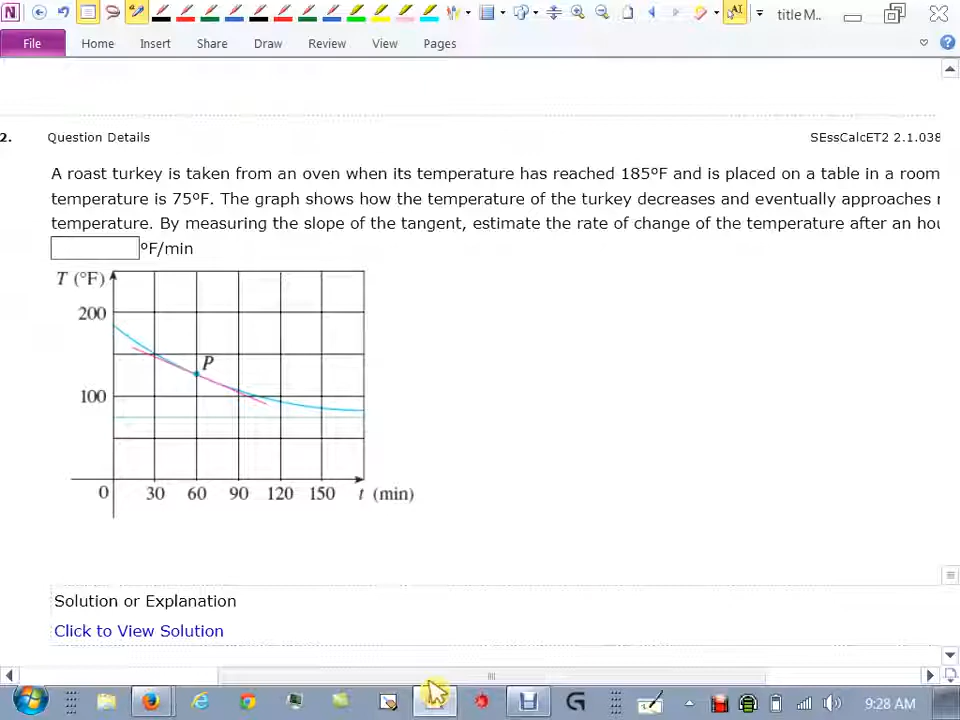 title M..
File Home Insert Share Draw Review View Pages
2. Question Details SEssCalcET2 2.1.038
A roast turkey is taken from an oven when its temperature has reached 185°F and is placed on a table in a room
temperature is 75°F. The graph shows how the temperature of the turkey decreases and eventually approaches
temperature. By measuring the slope of the tangent, estimate the rate of change of the temperature after an
°F/min
T (°F)
200
P
100
0 30 60 90 120 150 t (min)
Solution or Explanation
Click to View Solution
9:28 AM